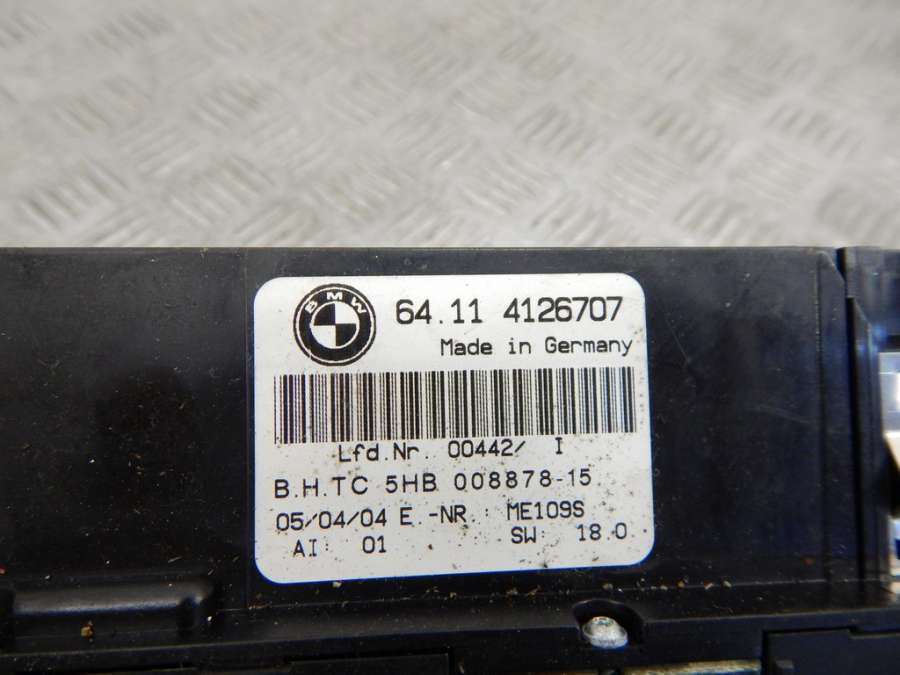 BMW
64.11 4126707
Made in Germany
Lfd.Nr. 00442/ I
B.H.TC 5HB 008878-15
05/04/04 E -NR : ME109S
AI: 01 SW: 18.0